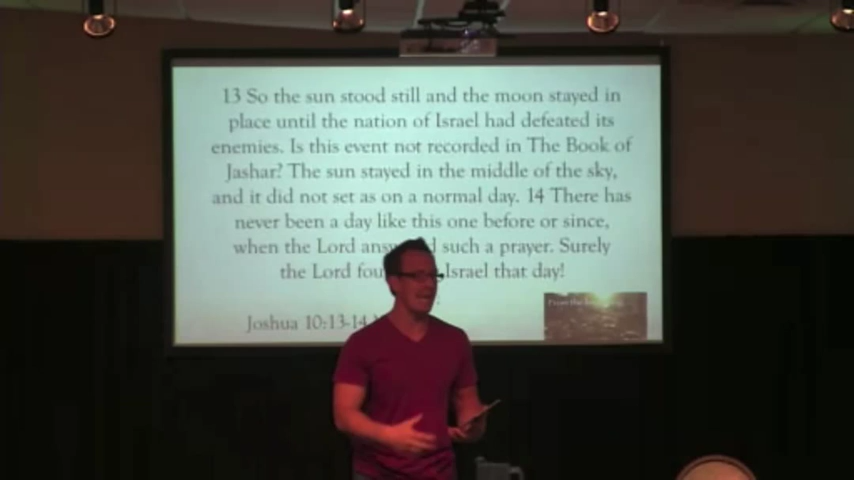 13 So the sun stood still and the moon stayed in
place until the nation of Israel had defeated its
enemies. Is this event not recorded in The Book of
Jashar? The sun stayed in the middle of the sky,
and it did not set as on a normal day. 14 There has
never been a day like this one before or since,
when the Lord such a prayer. Surely
the Lord Israel that day!
Joshua 10:13-14
From the